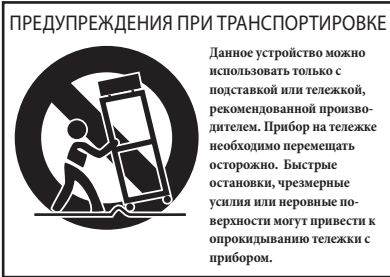 ПРЕДУПРЕЖДЕНИЯ ПРИ ТРАНСПОРТИРОВКЕ
Данное устройство можно
использовать только с
подставкой или тележкой,
рекомендованной произво-
дителем. Прибор на тележке
необходимо перемещать
осторожно. Быстрые
остановки, чрезмерные
усилия или неровные по-
верхности могут привести к
опрокидыванию тележки с
прибором.